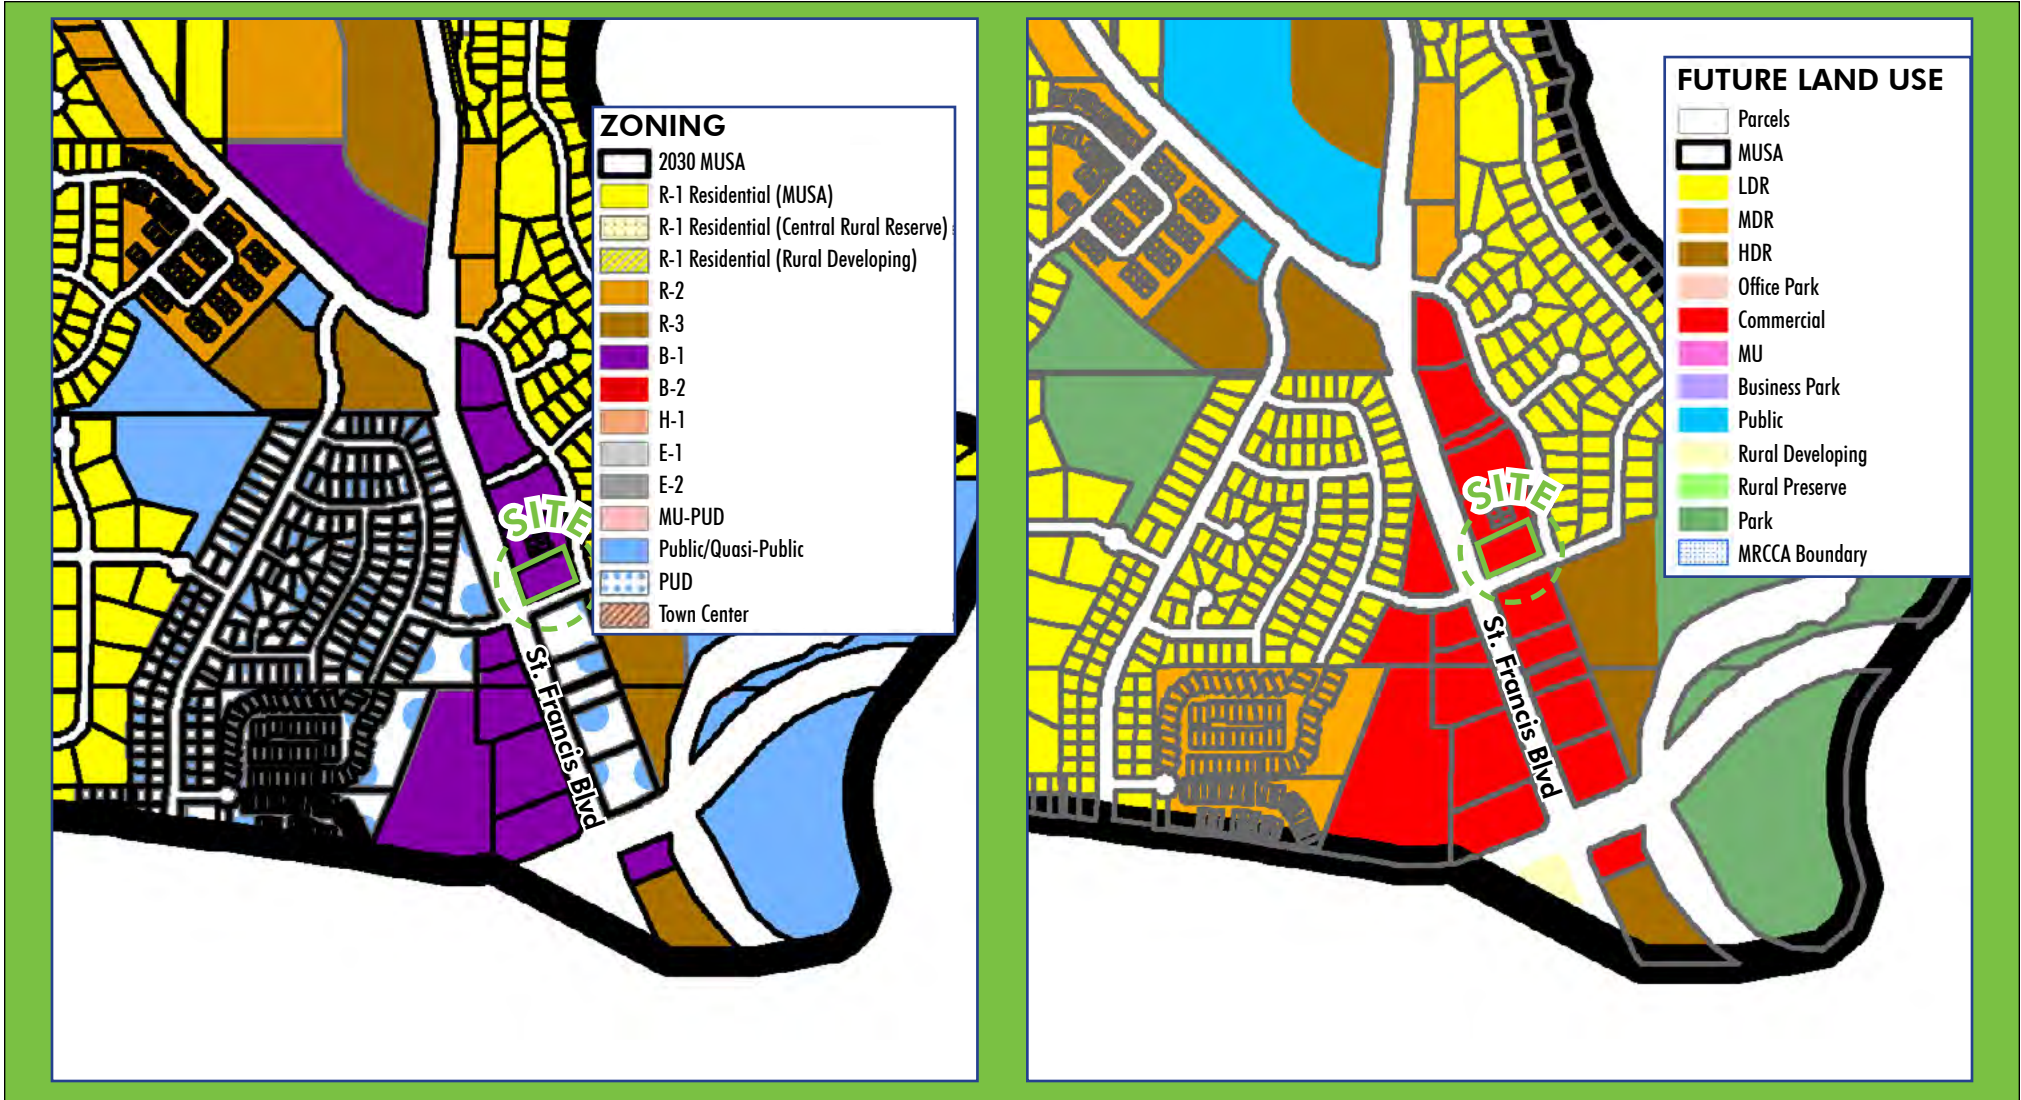 ZONING
2030 MUSA
R-1 Residential (MUSA)
R-1 Residential (Central Rural Reserve)
R-1 Residential (Rural Developing)
R-2
R-3
B-1
B-2
H-1
E-1
E-2
MU-PUD
Public/Quasi-Public
PUD
Town Center
SITE
St. Francis Blvd
FUTURE LAND USE
Parcels
MUSA
LDR
MDR
HDR
Office Park
Commercial
MU
Business Park
Public
Rural Developing
Rural Preserve
Park
MRCCA Boundary
SITE
St. Francis Blvd